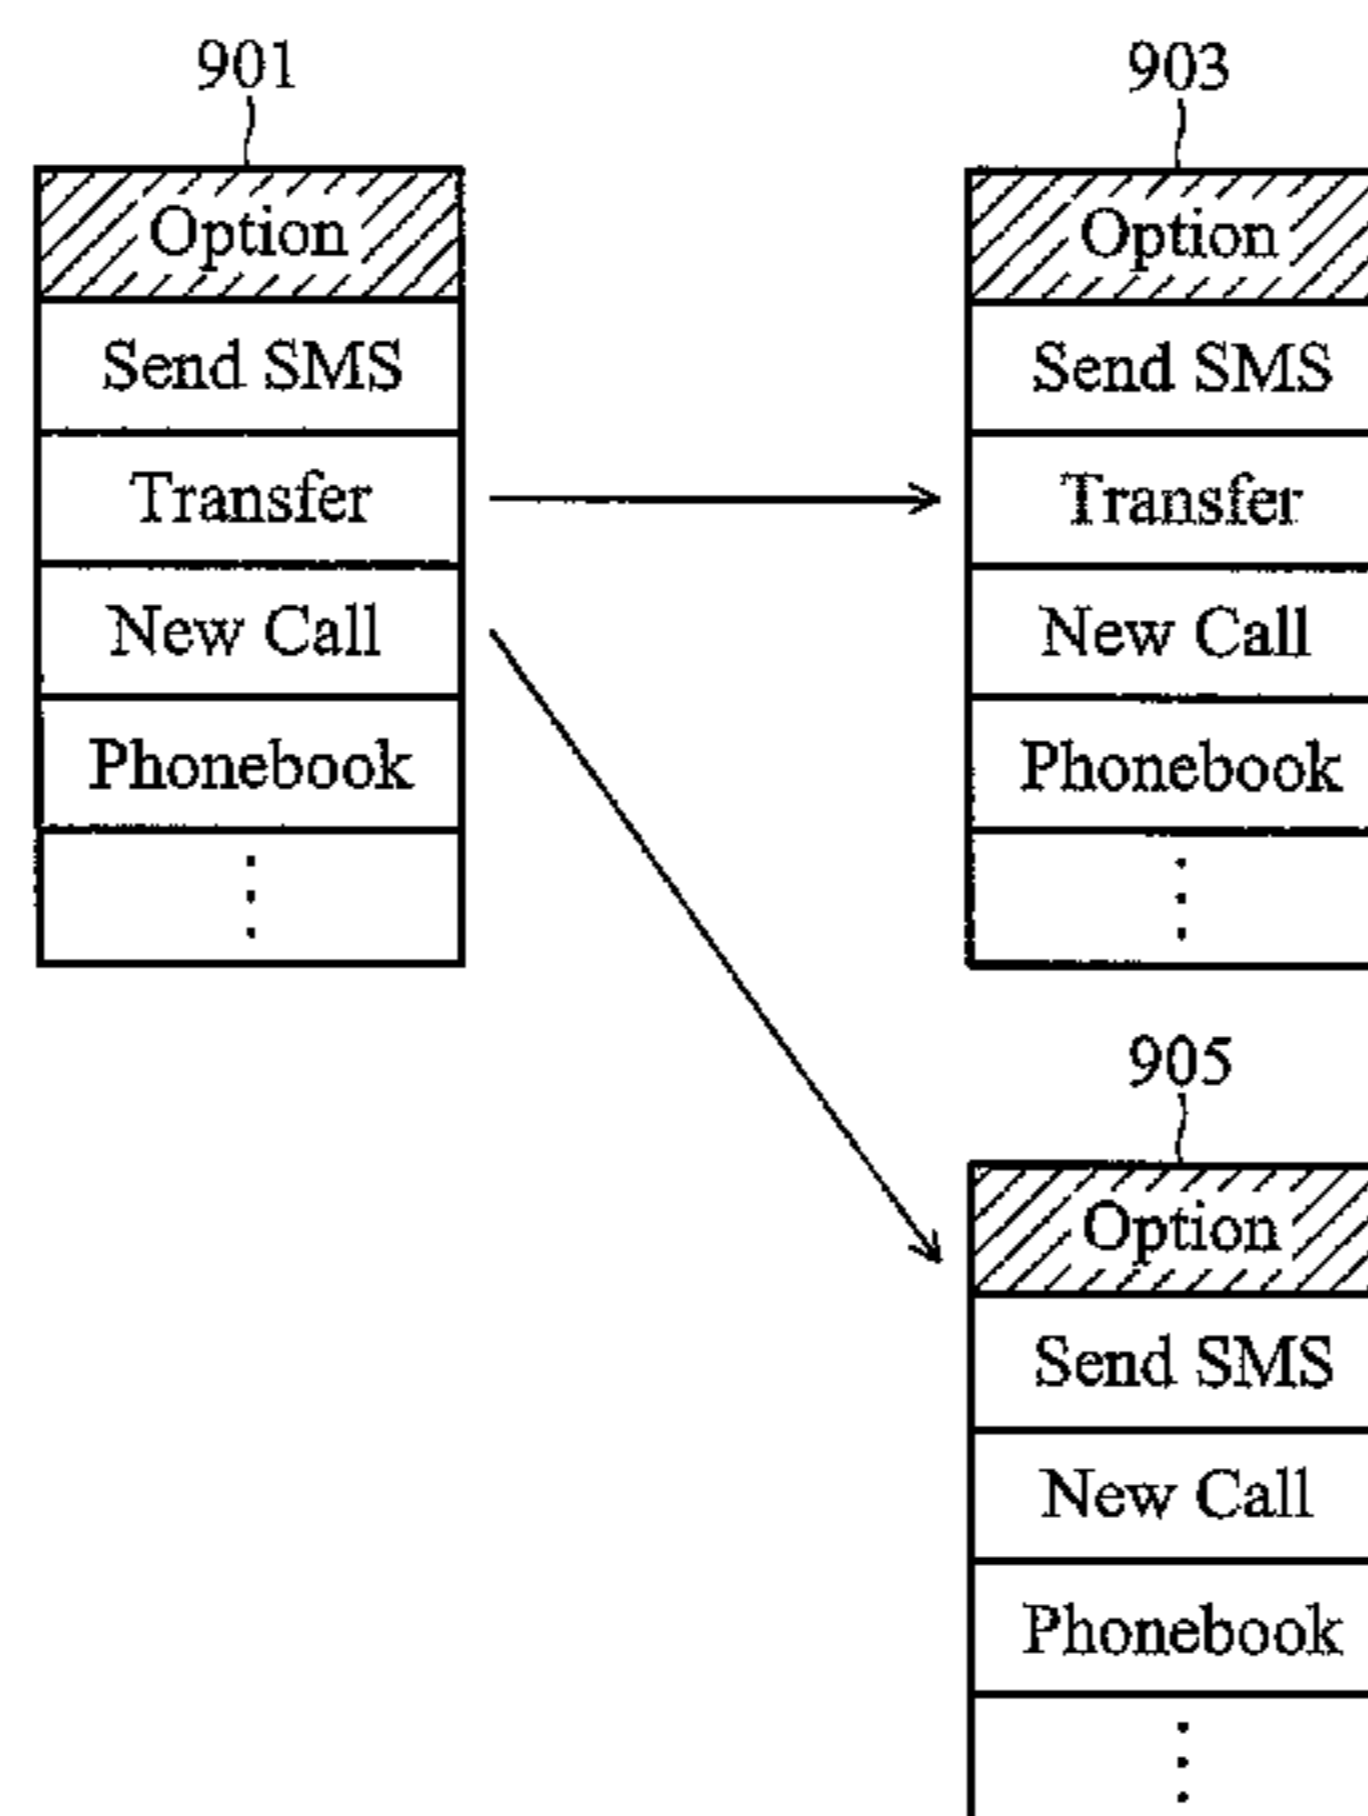 901
Option
Send SMS
Transfer
New Call
Phonebook
903
Option
Send SMS
Transfer
New Call
Phonebook
905
Option
Send SMS
New Call
Phonebook